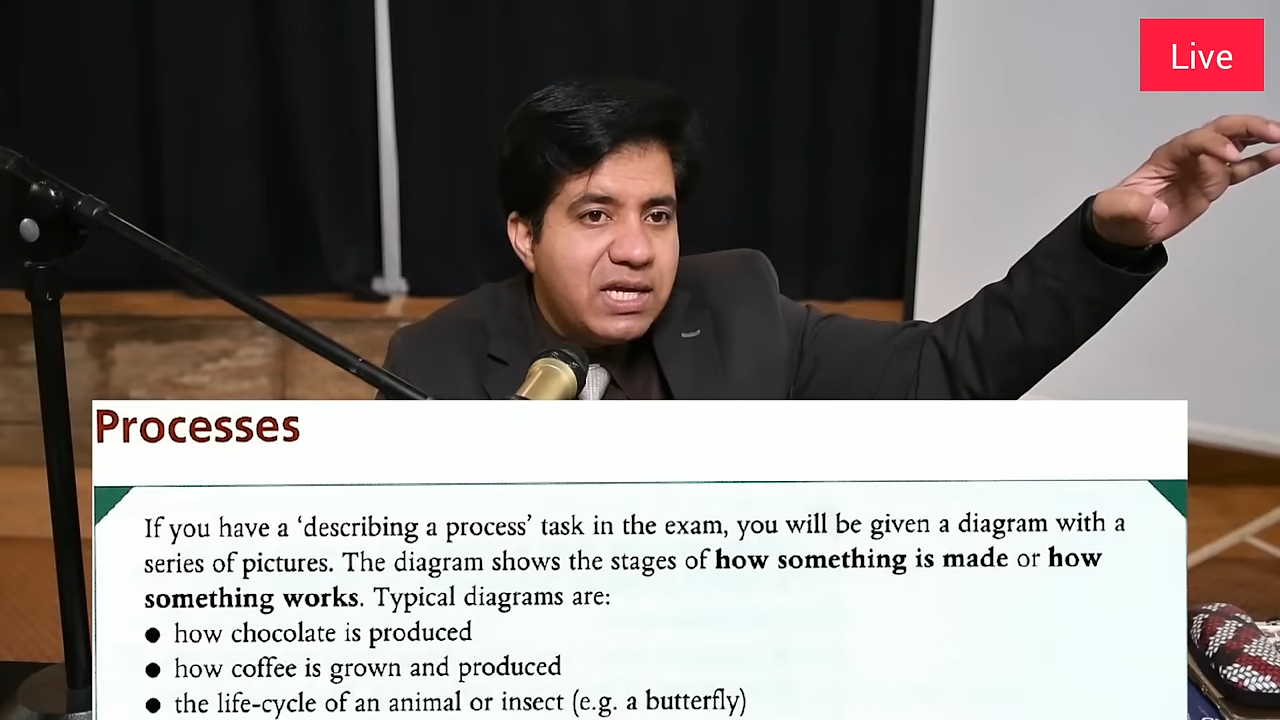 Live
Processes
If you have a ‘describing a process’ task in the exam, you will be given a diagram with a
series of pictures. The diagram shows the stages of how something is made or how
something works. Typical diagrams are:
● how chocolate is produced
● how coffee is grown and produced
● the life-cycle of an animal or insect (e.g. a butterfly)